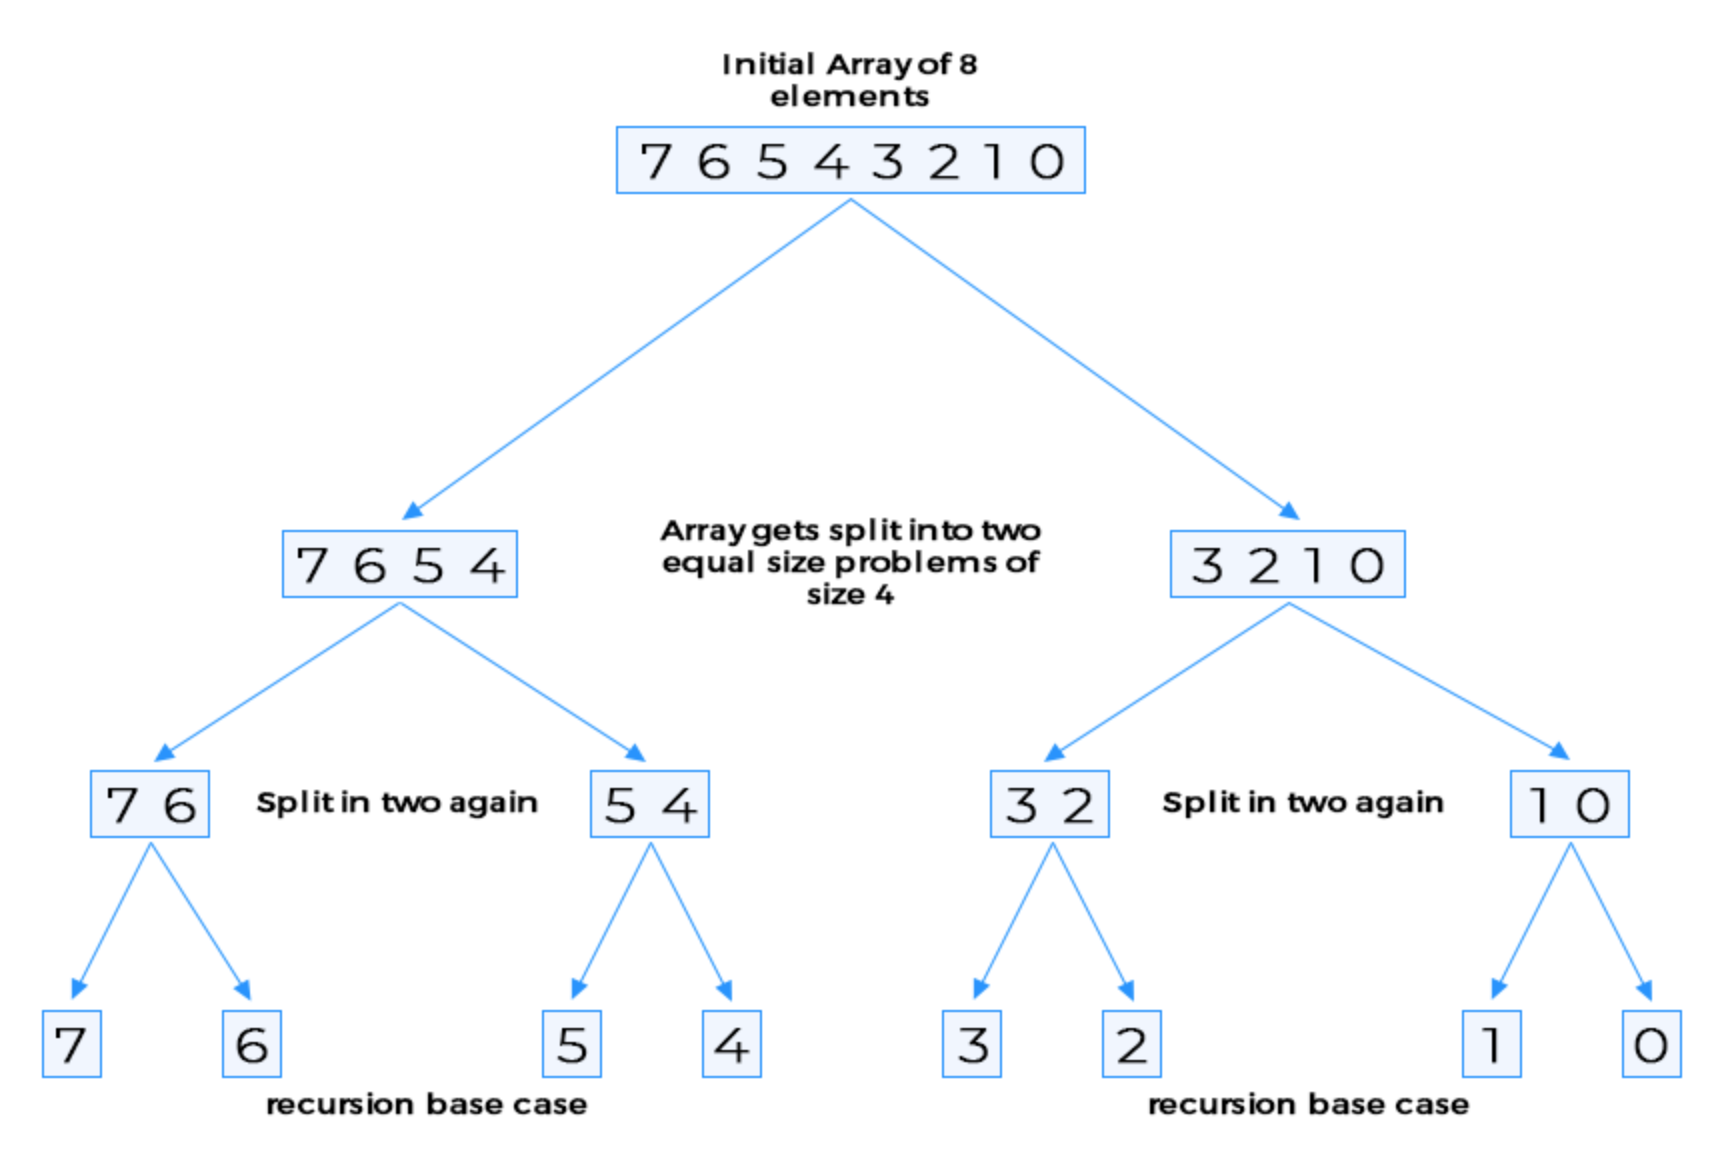 Initial Array of 8
elements
7 6 5 4 3 2 1 0
7 6 5 4
Array gets split into two
equal size problems of
size 4
3 2 1 0
7 6
Split in two again
5 4
3 2
Split in two again
1 0
7
6
5
4
3
2
1
0
recursion base case
recursion base case